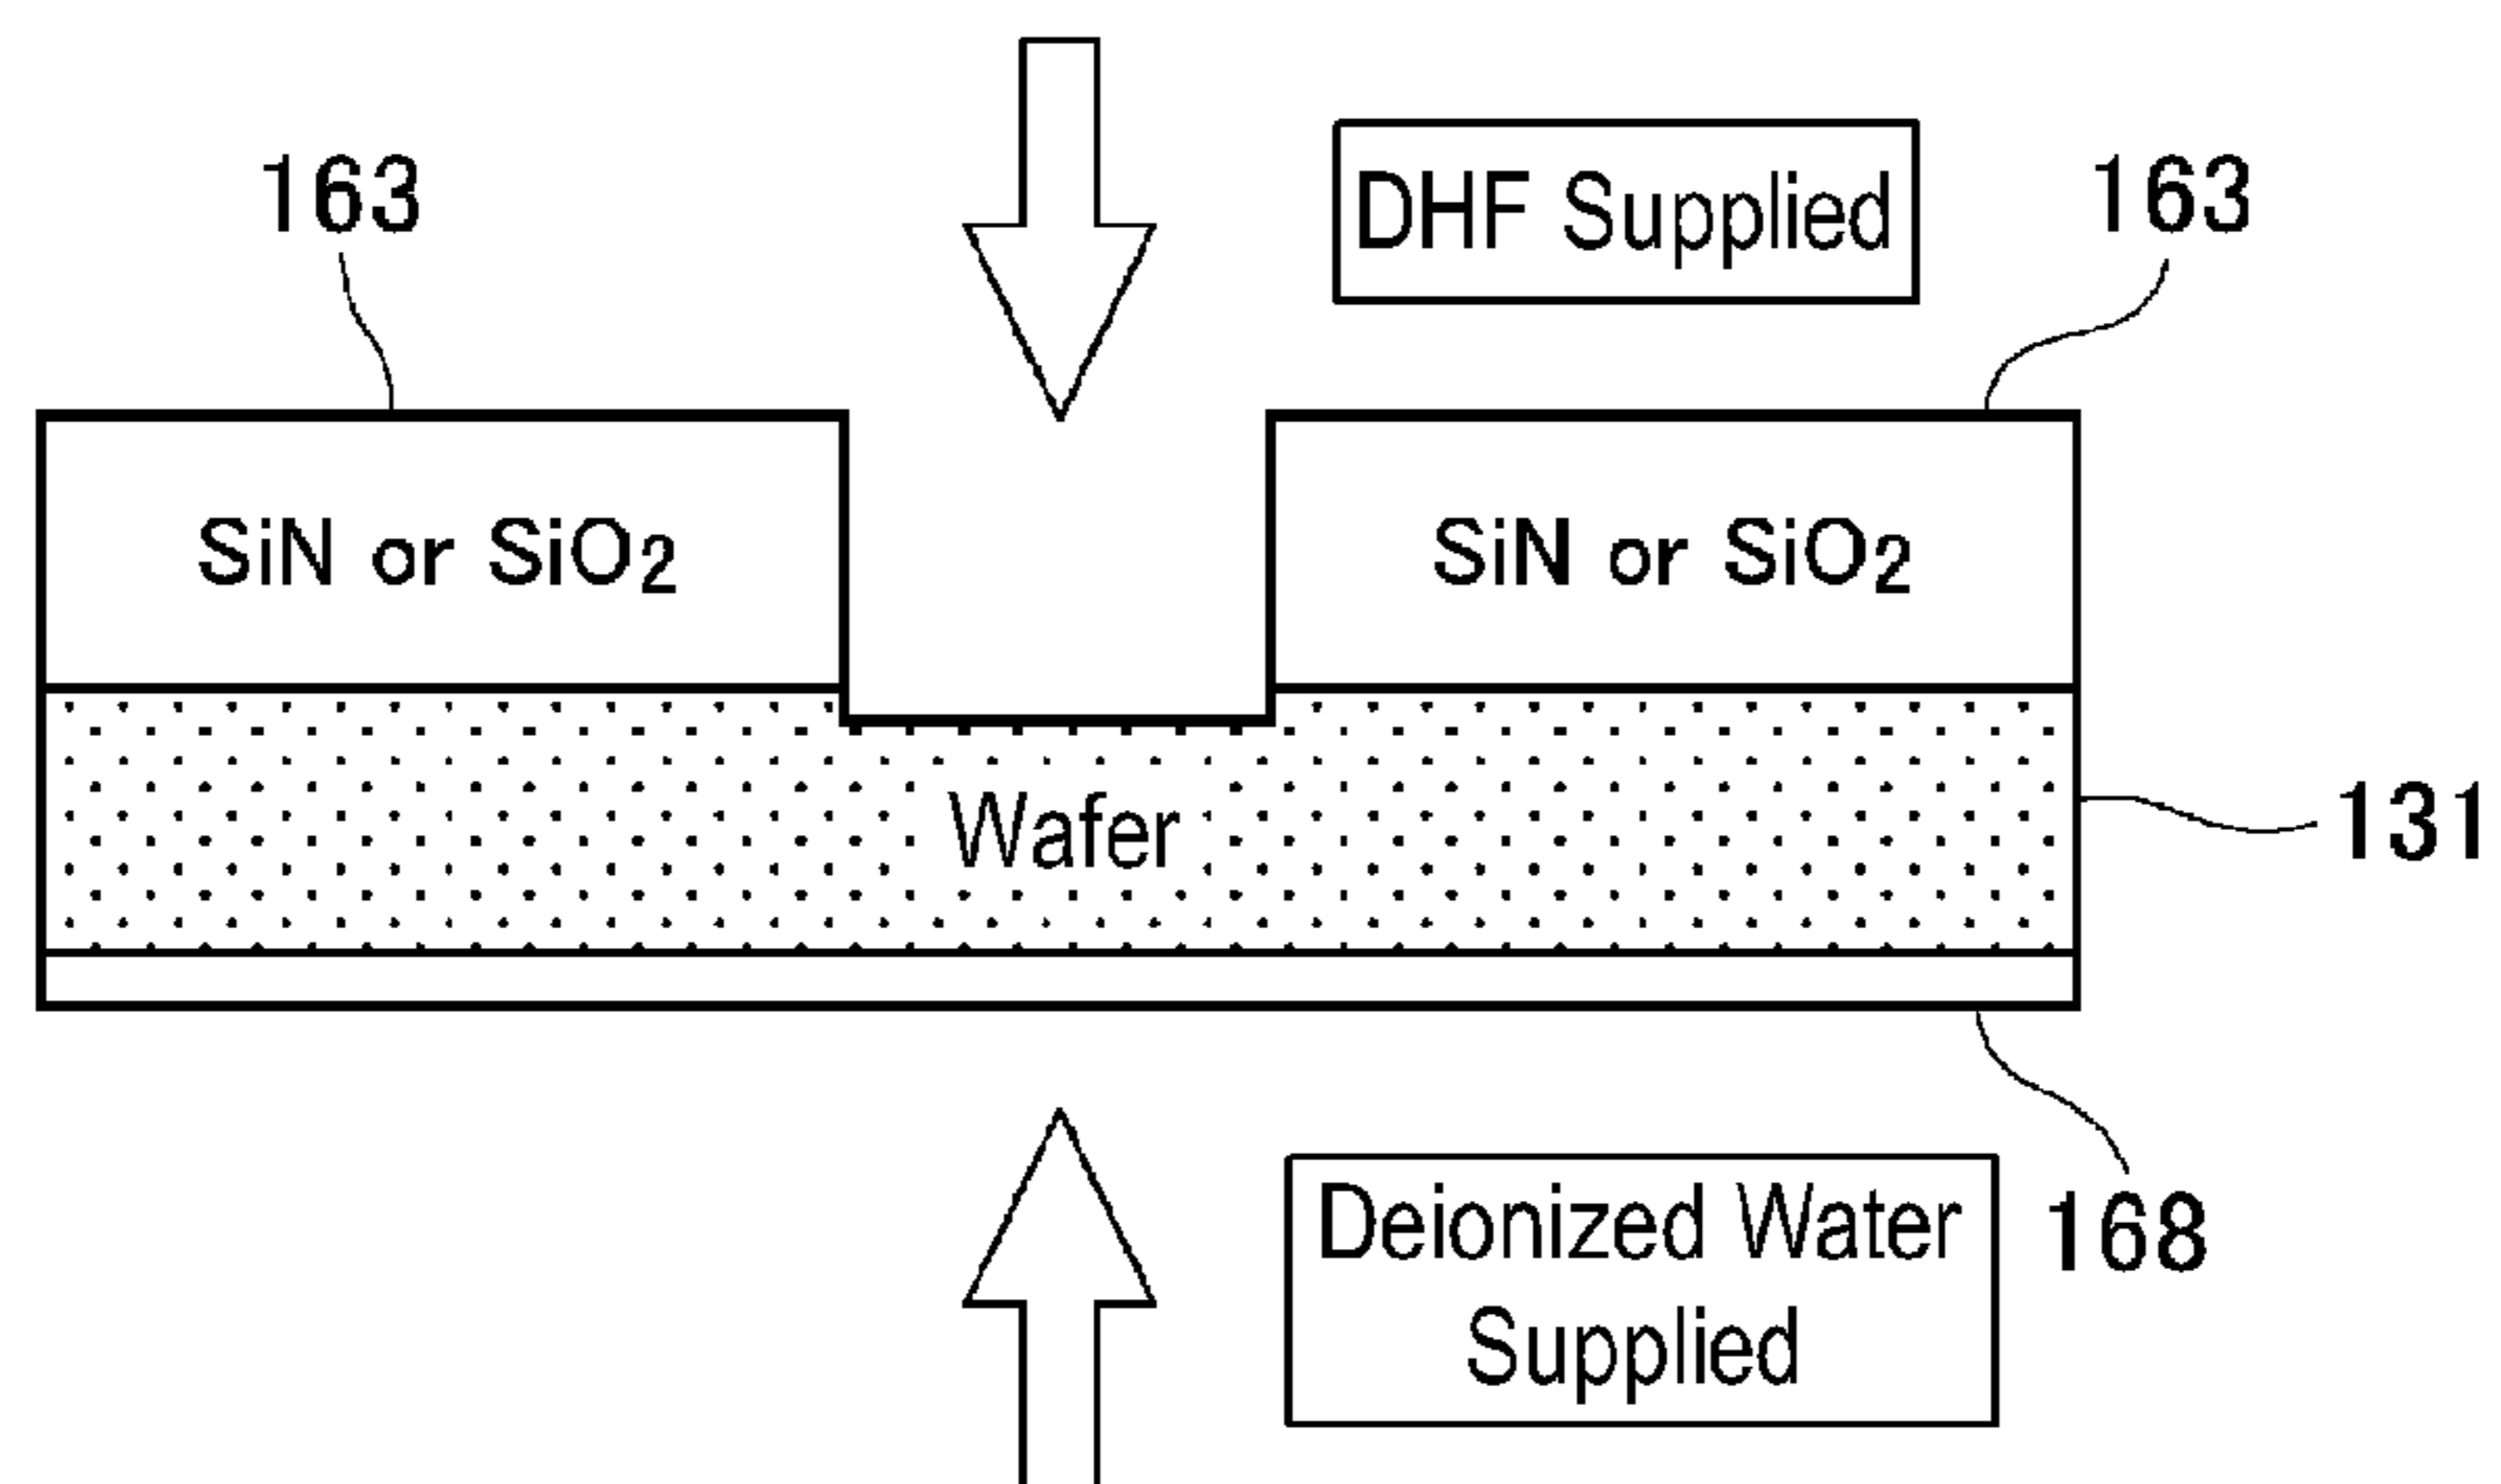 163
DHF Supplied
163
SiN or SiO2
SiN or SiO2
Wafer
131
Deionized Water
Supplied
168